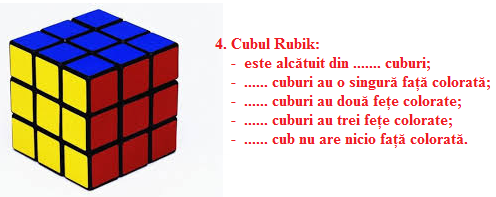 4. Cubul Rubik:
- este alcătuit din ....... cuburi;
- ...... cuburi au o singură față colorată;
- ...... cuburi au două fețe colorate;
- ...... cuburi au trei fețe colorate;
- ...... cub nu are nicio față colorată.